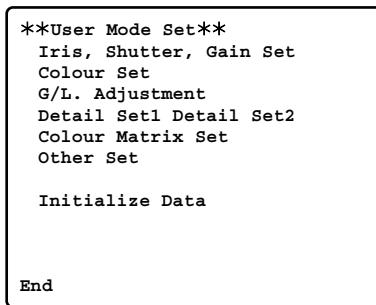 **User Mode Set**
Iris, Shutter, Gain Set
Colour Set
G/L. Adjustment
Detail Set1 Detail Set2
Colour Matrix Set
Other Set
Initialize Data
End